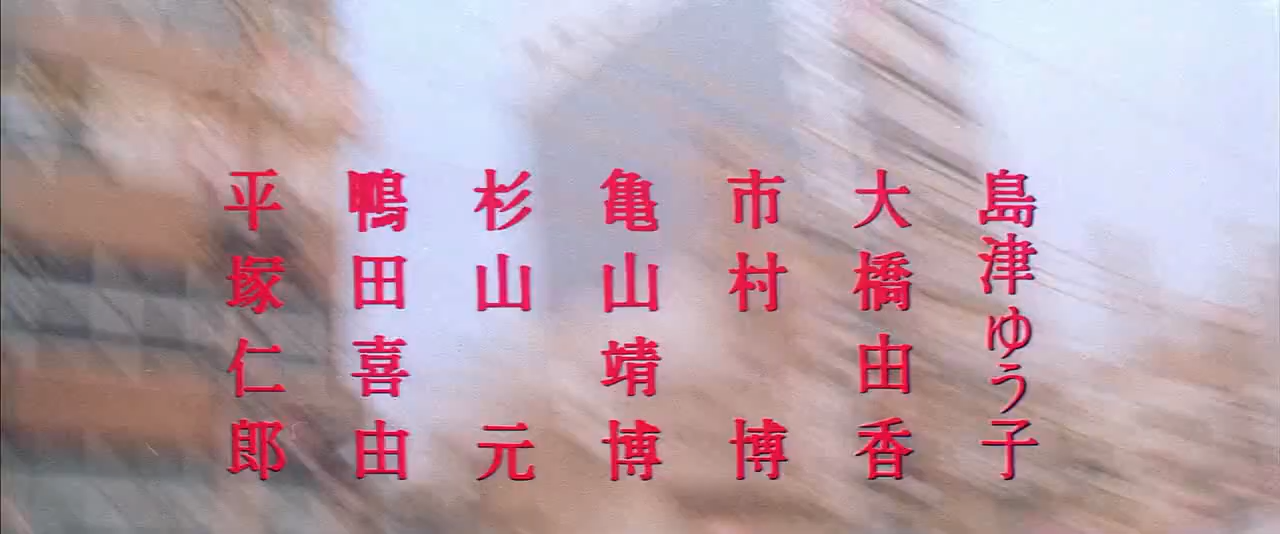 島津ゆう子
大橋由香
市村博
亀山靖博
杉山元
鴨田喜由
平塚仁郎